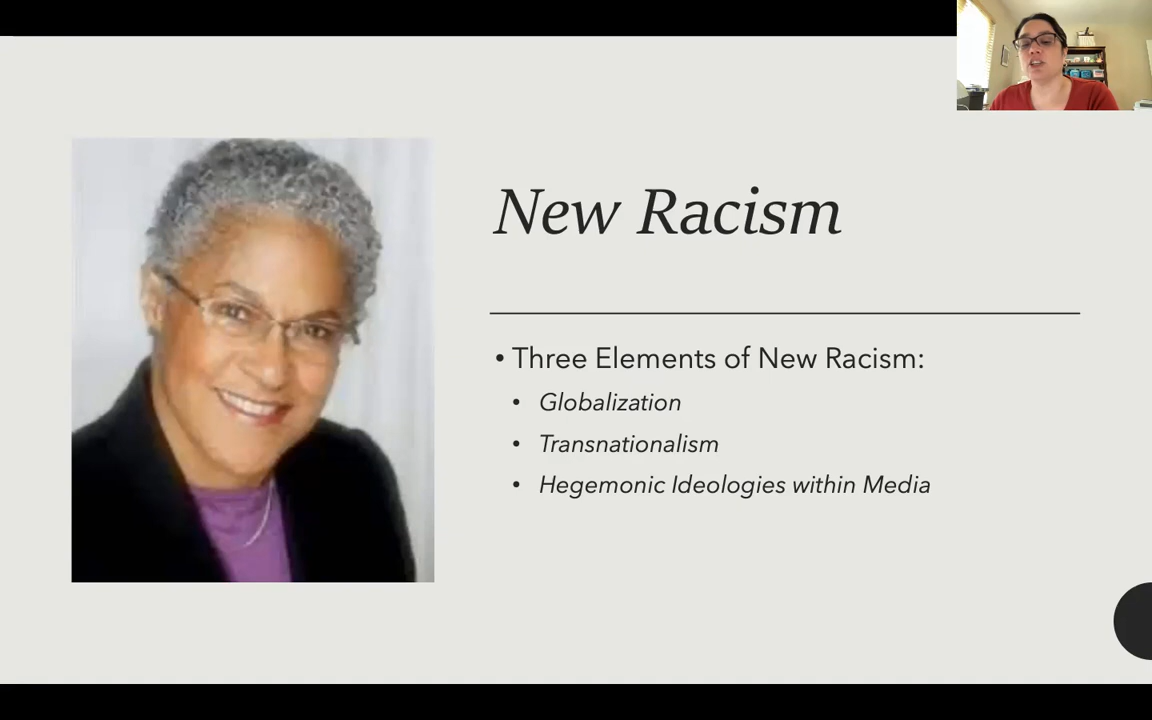 New Racism
• Three Elements of New Racism:
• Globalization
• Transnationalism
• Hegemonic Ideologies within Media